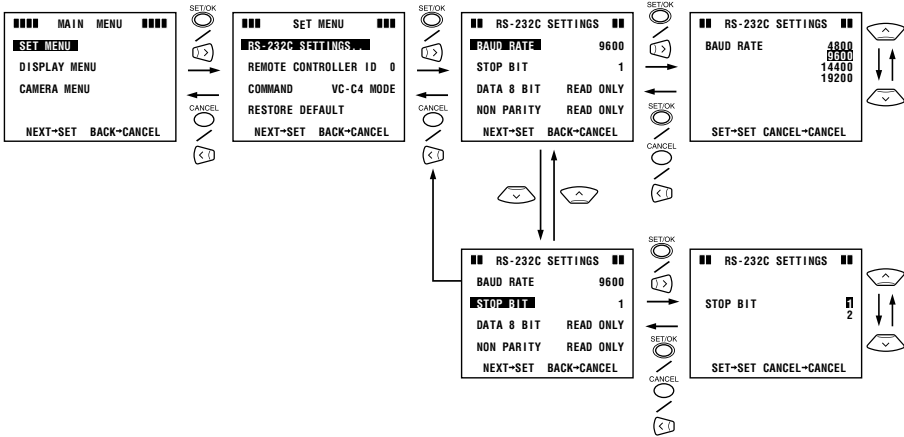 SET/OK
CANCEL
MAIN MENU
SET MENU
DISPLAY MENU
CAMERA MENU
NEXT→SET BACK→CANCEL
SET MENU
RS-232C SETTINGS..
REMOTE CONTROLLER ID 0
COMMAND VC-C4 MODE
RESTORE DEFAULT
NEXT→SET BACK→CANCEL
SET/OK
CANCEL
RS-232C SETTINGS
BAUD RATE 9600
STOP BIT 1
DATA 8 BIT READ ONLY
NON PARITY READ ONLY
NEXT→SET BACK→CANCEL
SET/OK
SET/OK
CANCEL
RS-232C SETTINGS
BAUD RATE 4800
9600
14400
19200
SET→SET CANCEL→CANCEL
RS-232C SETTINGS
BAUD RATE 9600
STOP BIT 1
DATA 8 BIT READ ONLY
NON PARITY READ ONLY
NEXT→SET BACK→CANCEL
SET/OK
SET/OK
CANCEL
RS-232C SETTINGS
STOP BIT 1
2
SET→SET CANCEL→CANCEL